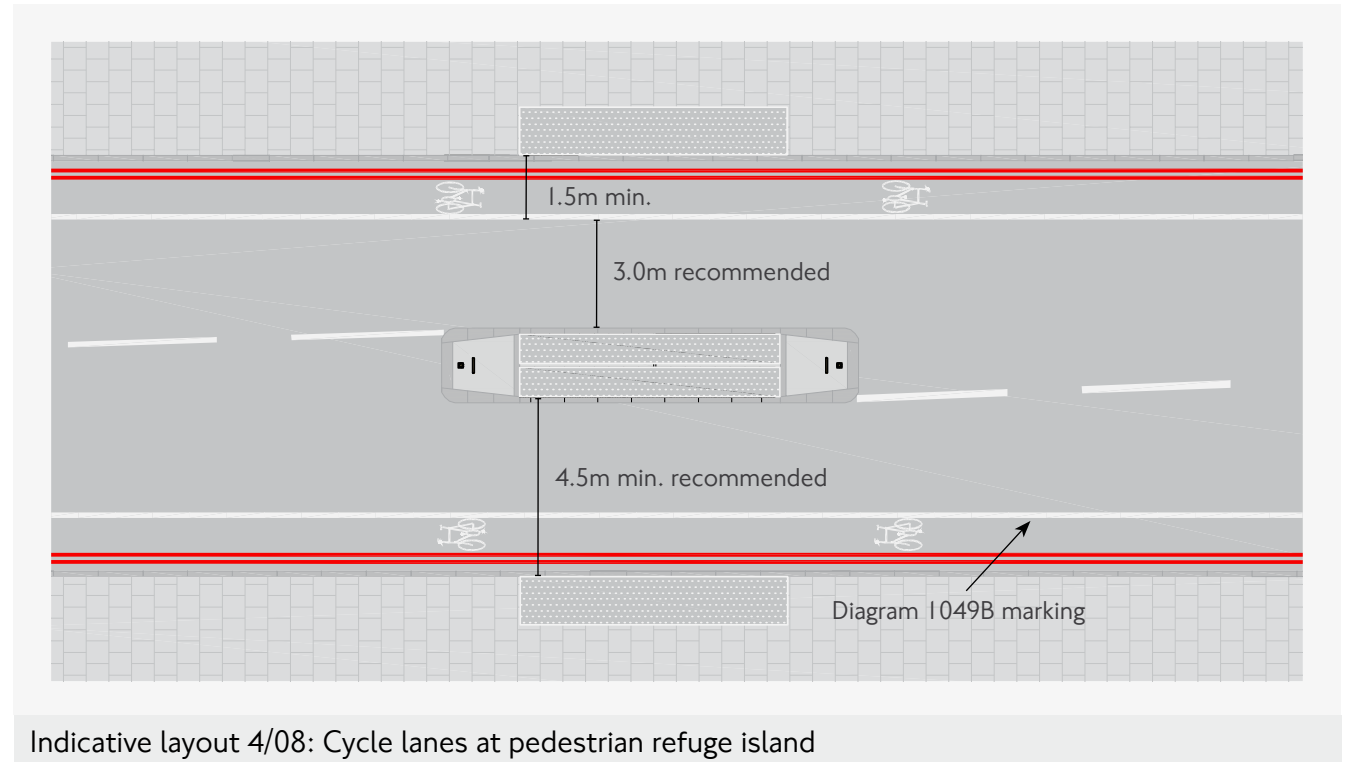 1.5m min.
3.0m recommended
4.5m min. recommended
Diagram 1049B marking
Indicative layout 4/08: Cycle lanes at pedestrian refuge island